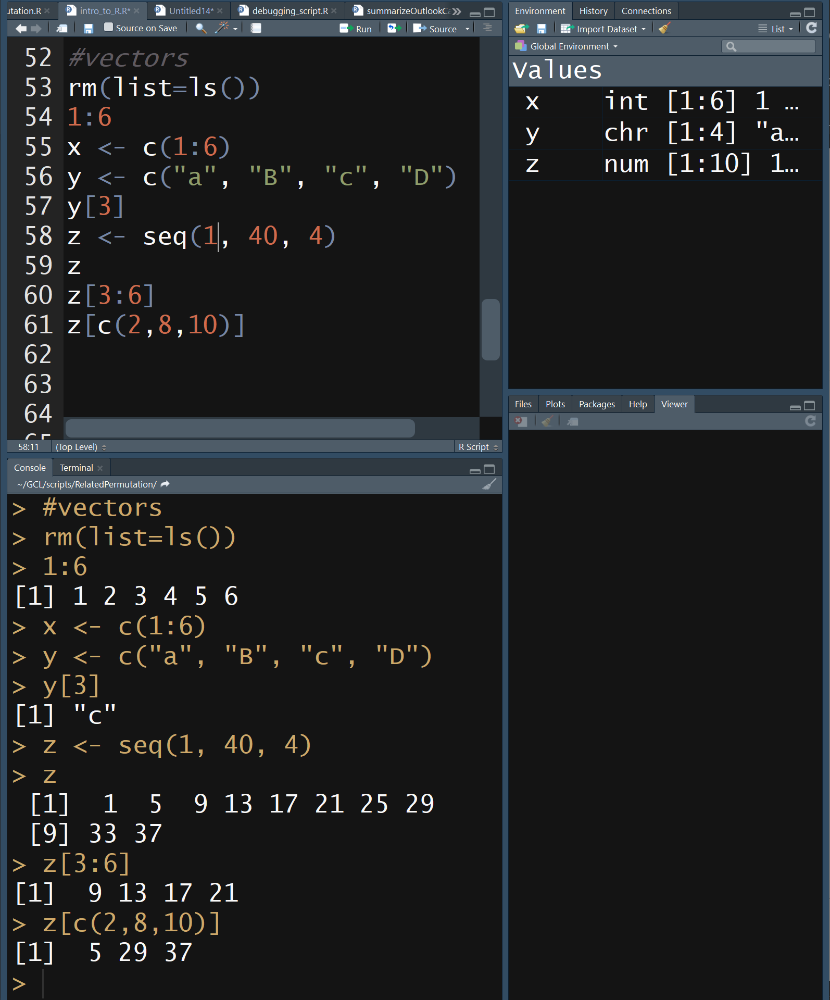 utation.R
intro_to_R.R*
Untitled14*
debugging_script.R
summarizeOutlookCa
Source on Save
Run
Source
52 #vectors
53 rm(list=ls())
54 1:6
55 x <- c(1:6)
56 y <- c("a", "B", "c", "D")
57 y[3]
58 z <- seq(1, 40, 4)
59 z
60 z[3:6]
61 z[c(2,8,10)]
62
63
64
65
58:11 (Top Level) R Script
Console Terminal
~/GCL/scripts/RelatedPermutation/
> #vectors
> rm(list=ls())
> 1:6
[1] 1 2 3 4 5 6
> x <- c(1:6)
> y <- c("a", "B", "c", "D")
> y[3]
[1] "c"
> z <- seq(1, 40, 4)
> z
 [1]  1  5  9 13 17 21 25 29
 [9] 33 37
> z[3:6]
[1]  9 13 17 21
> z[c(2,8,10)]
[1]  5 29 37
>
Environment History Connections
Import Dataset List
Global Environment
Values
x int [1:6] 1 …
y chr [1:4] "a…
z num [1:10] 1…
Files Plots Packages Help Viewer